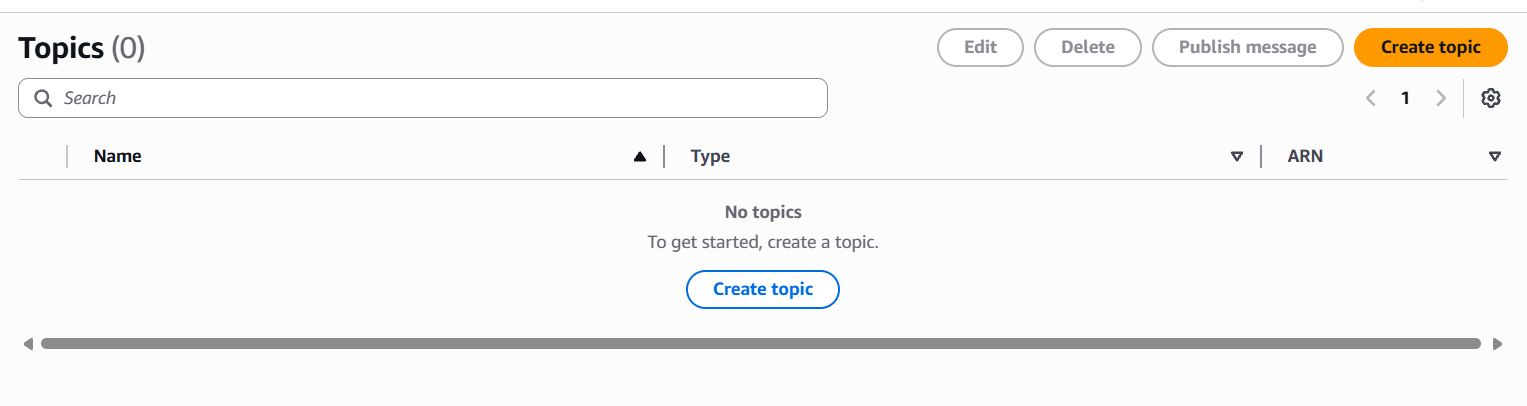 Topics (0)
Edit
Delete
Publish message
Create topic
Search
1
Name
Type
ARN
No topics
To get started, create a topic.
Create topic